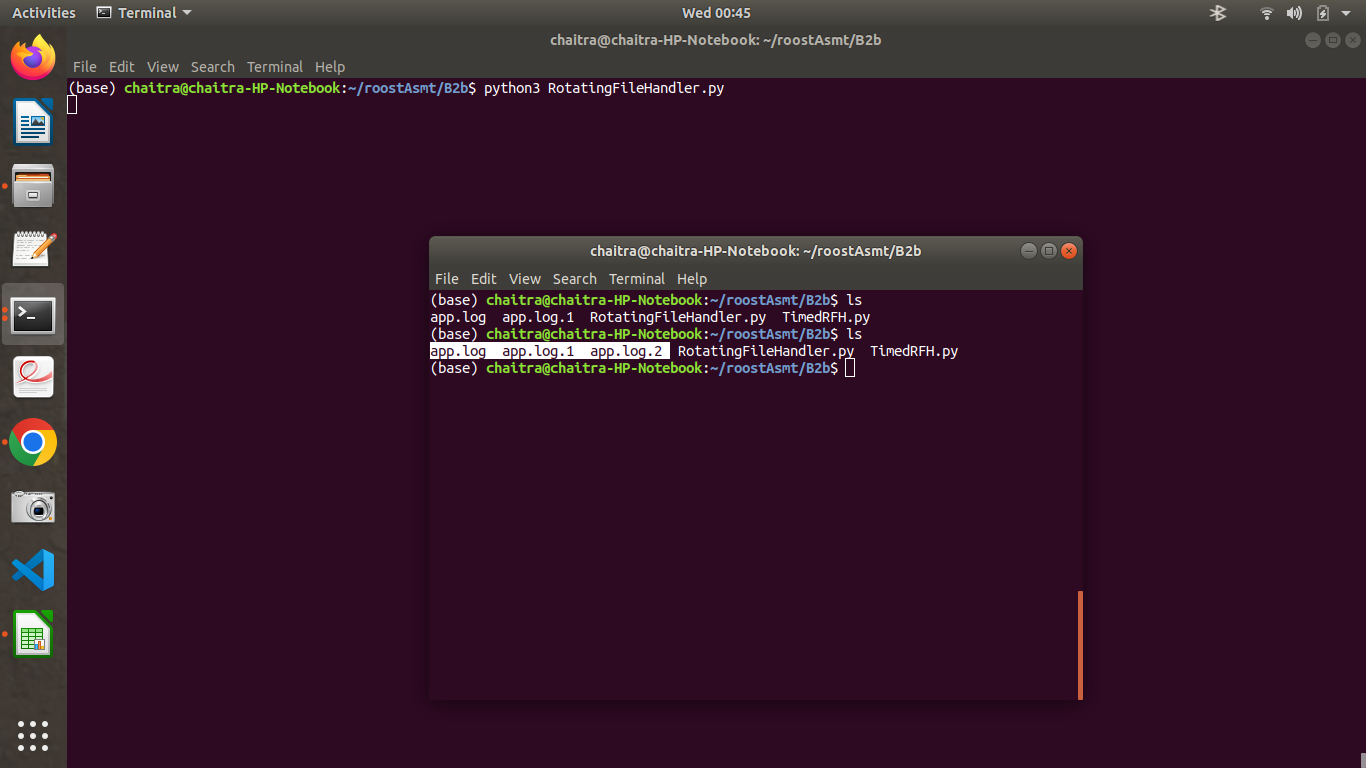 Activities Terminal Wed 00:45
chaitra@chaitra-HP-Notebook: ~/roostAsmt/B2b
File Edit View Search Terminal Help
(base) chaitra@chaitra-HP-Notebook:~/roostAsmt/B2b$ python3 RotatingFileHandler.py
chaitra@chaitra-HP-Notebook: ~/roostAsmt/B2b
File Edit View Search Terminal Help
(base) chaitra@chaitra-HP-Notebook:~/roostAsmt/B2b$ ls
app.log app.log.1 RotatingFileHandler.py TimedRFH.py
(base) chaitra@chaitra-HP-Notebook:~/roostAsmt/B2b$ ls
app.log app.log.1 app.log.2 RotatingFileHandler.py TimedRFH.py
(base) chaitra@chaitra-HP-Notebook:~/roostAsmt/B2b$